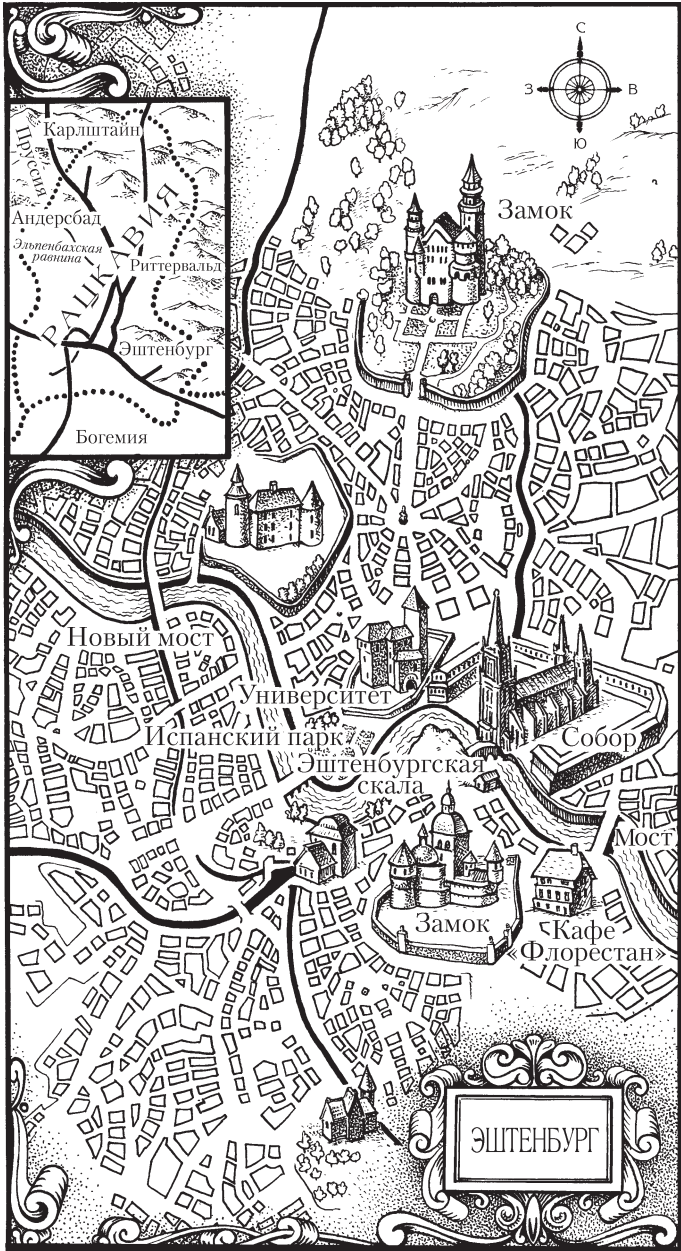 С
З
В
Ю
Карлштайн
Пруссия
Андерсбад
Эльпенбахская
равнина
РАЦКАВИЯ
Риттервальд
Эштенбург
Богемия
Замок
Новый мост
Университет
Испанский парк
Эштенбургская
скала
Собор
Мост
Замок
Кафе
«Флорестан»
ЭШТЕНБУРГ